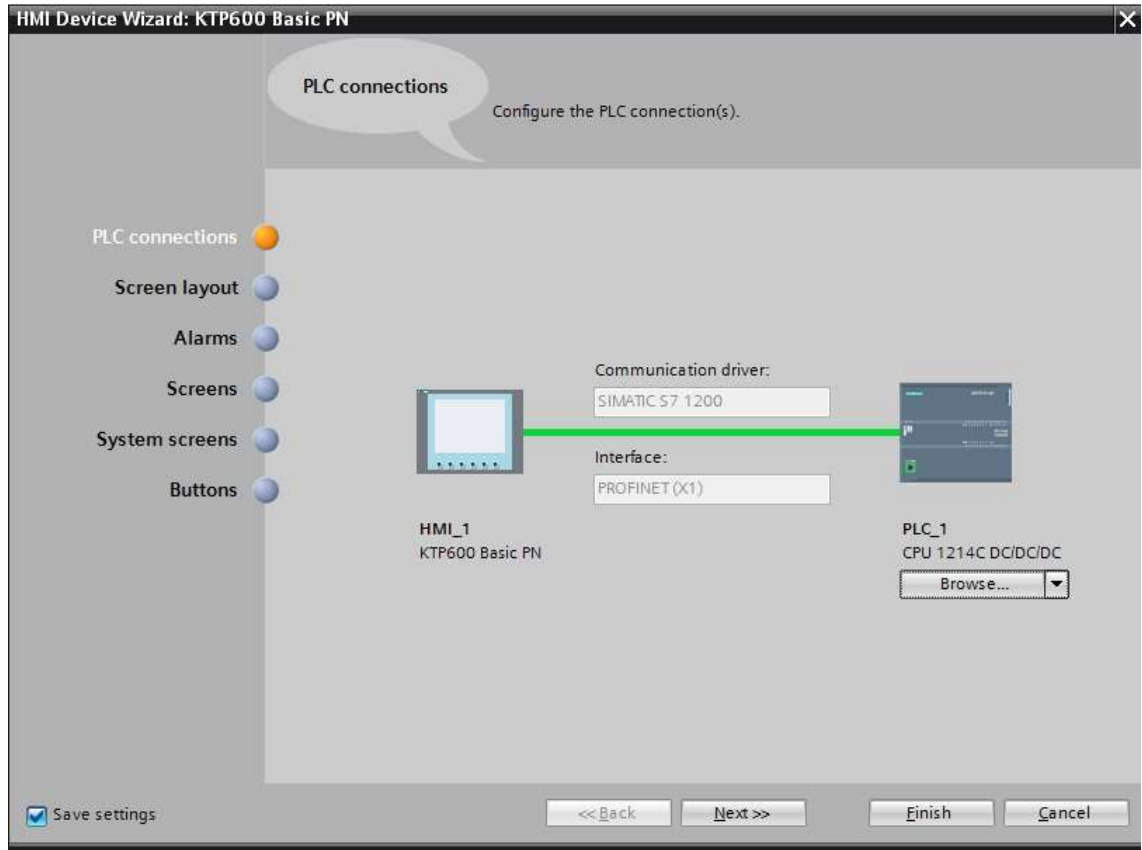 HMI Device Wizard: KTP600 Basic PN
PLC connections
Configure the PLC connection(s).
PLC connections
Screen layout
Alarms
Screens
System screens
Buttons
Communication driver:
SIMATIC S7 1200
Interface:
PROFINET (X1)
HMI_1
KTP600 Basic PN
PLC_1
CPU 1214C DC/DC/DC
Browse...
Save settings
<< Back
Next >>
Finish
Cancel